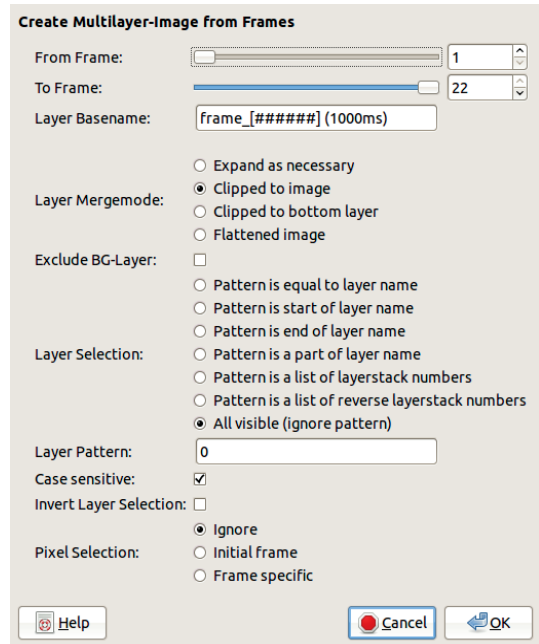 Create Multilayer-Image from Frames
From Frame: 1
To Frame: 22
Layer Basename: frame_[######] (1000ms)
Expand as necessary
Layer Mergemode: Clipped to image
Clipped to bottom layer
Flattened image
Exclude BG-Layer:
Pattern is equal to layer name
Pattern is start of layer name
Pattern is end of layer name
Layer Selection: Pattern is a part of layer name
Pattern is a list of layerstack numbers
Pattern is a list of reverse layerstack numbers
All visible (ignore pattern)
Layer Pattern: 0
Case sensitive:
Invert Layer Selection:
Ignore
Pixel Selection: Initial frame
Frame specific
Help Cancel OK